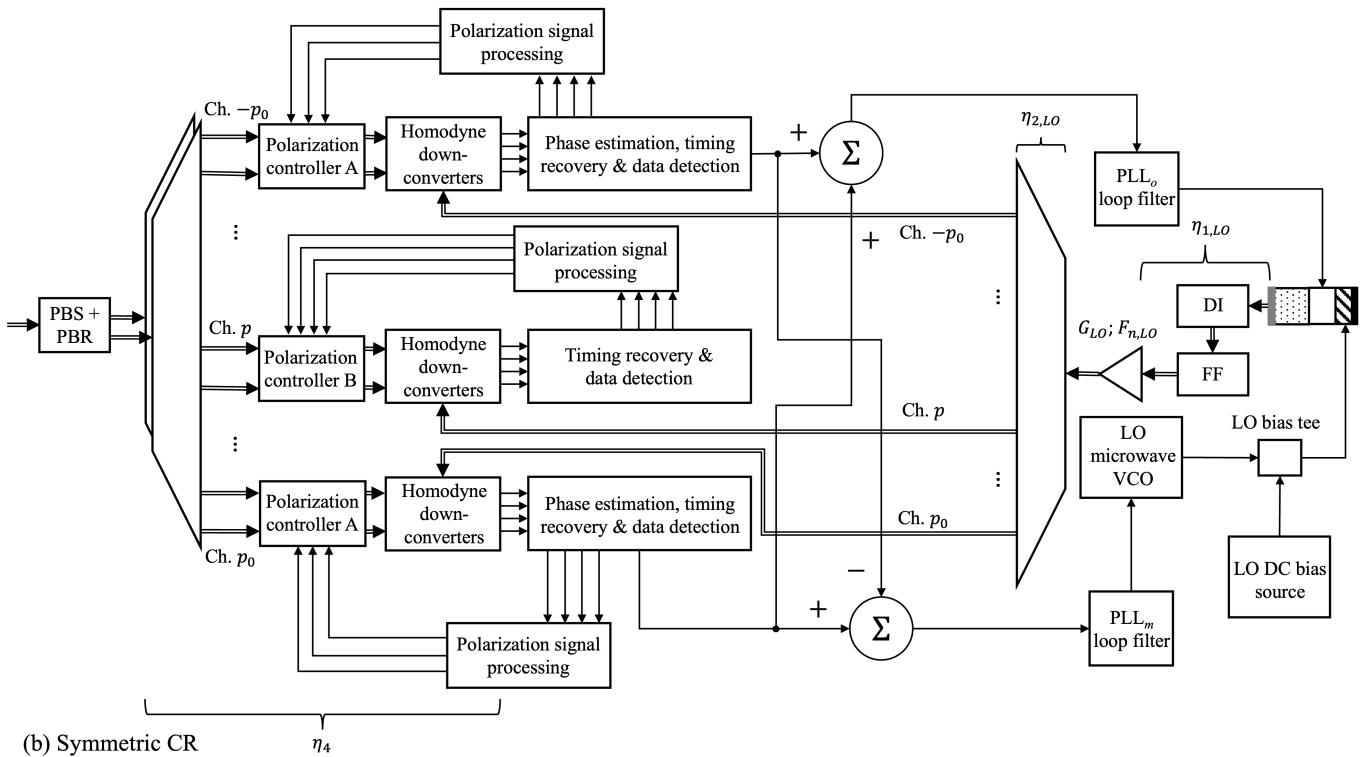 Polarization signal
processing
Ch. −p₀
Polarization
controller A
Homodyne
down-
converters
Phase estimation, timing
recovery & data detection
+
Σ
+
η₂,LO
PLLₒ
loop filter
Ch. −p₀
η₁,LO
⋮
Polarization signal
processing
⋮
PBS +
PBR
Ch. p
Polarization
controller B
Homodyne
down-
converters
Timing recovery &
data detection
DI
G_LO; F_n,LO
FF
Ch. p
LO
microwave
VCO
LO bias tee
⋮
⋮
Polarization
controller A
Homodyne
down-
converters
Phase estimation, timing
recovery & data detection
Ch. p₀
Ch. p₀
−
+
Σ
PLLₘ
loop filter
LO DC bias
source
Polarization signal
processing
η₄
(b) Symmetric CR